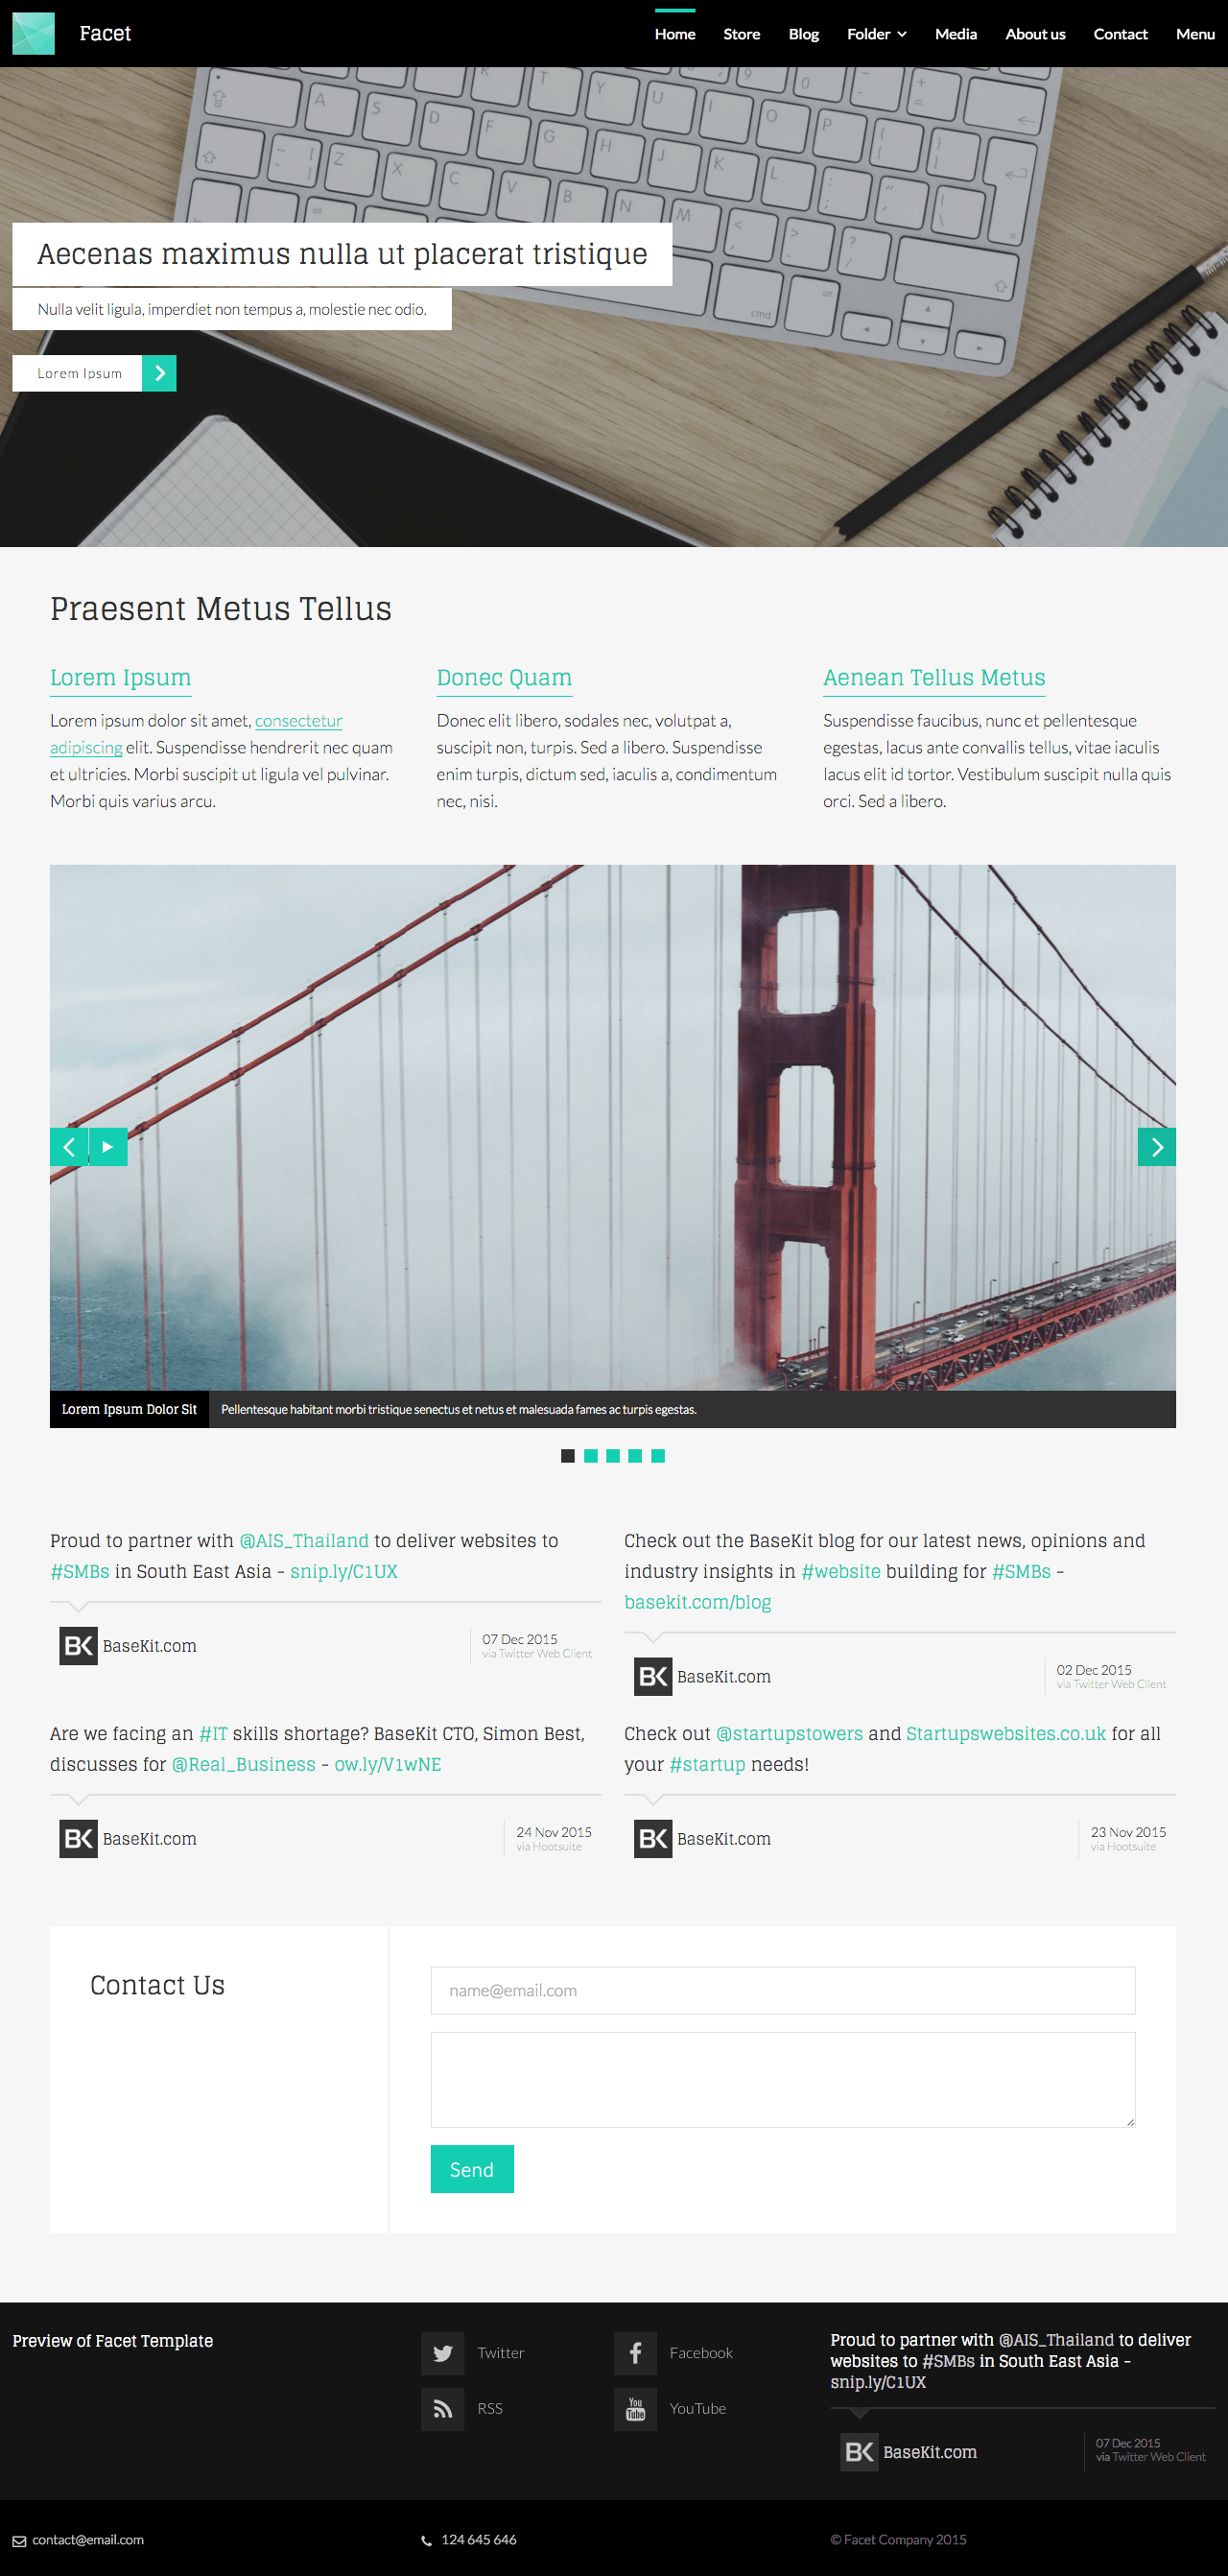 Facet
Home Store Blog Folder Media About us Contact Menu
Aecenas maximus nulla ut placerat tristique
Nulla velit ligula, imperdiet non tempus a, molestie nec odio.
Lorem Ipsum
Praesent Metus Tellus
Lorem Ipsum
Lorem ipsum dolor sit amet, consectetur
adipiscing elit. Suspendisse hendrerit nec quam
et ultricies. Morbi suscipit ut ligula vel pulvinar.
Morbi quis varius arcu.
Donec Quam
Donec elit libero, sodales nec, volutpat a,
suscipit non, turpis. Sed a libero. Suspendisse
enim turpis, dictum sed, iaculis a, condimentum
nec, nisi.
Aenean Tellus Metus
Suspendisse faucibus, nunc et pellentesque
egestas, lacus ante convallis tellus, vitae iaculis
lacus elit id tortor. Vestibulum suscipit nulla quis
orci. Sed a libero.
Lorem Ipsum Dolor Sit
Pellentesque habitant morbi tristique senectus et netus et malesuada fames ac turpis egestas.
Proud to partner with @AIS_Thailand to deliver websites to
#SMBs in South East Asia - snip.ly/C1UX
BK BaseKit.com
07 Dec 2015
via Twitter Web Client
Check out the BaseKit blog for our latest news, opinions and
industry insights in #website building for #SMBs -
basekit.com/blog
BK BaseKit.com
02 Dec 2015
via Twitter Web Client
Are we facing an #IT skills shortage? BaseKit CTO, Simon Best,
discusses for @Real_Business - ow.ly/V1wNE
BK BaseKit.com
24 Nov 2015
via Hootsuite
Check out @startupstowers and Startupswebsites.co.uk for all
your #startup needs!
BK BaseKit.com
23 Nov 2015
via Hootsuite
Contact Us
name@email.com
Send
Preview of Facet Template
Twitter
Facebook
RSS
You Tube YouTube
Proud to partner with @AIS_Thailand to deliver
websites to #SMBs in South East Asia -
snip.ly/C1UX
BK BaseKit.com
07 Dec 2015
via Twitter Web Client
contact@email.com
124 645 646
© Facet Company 2015